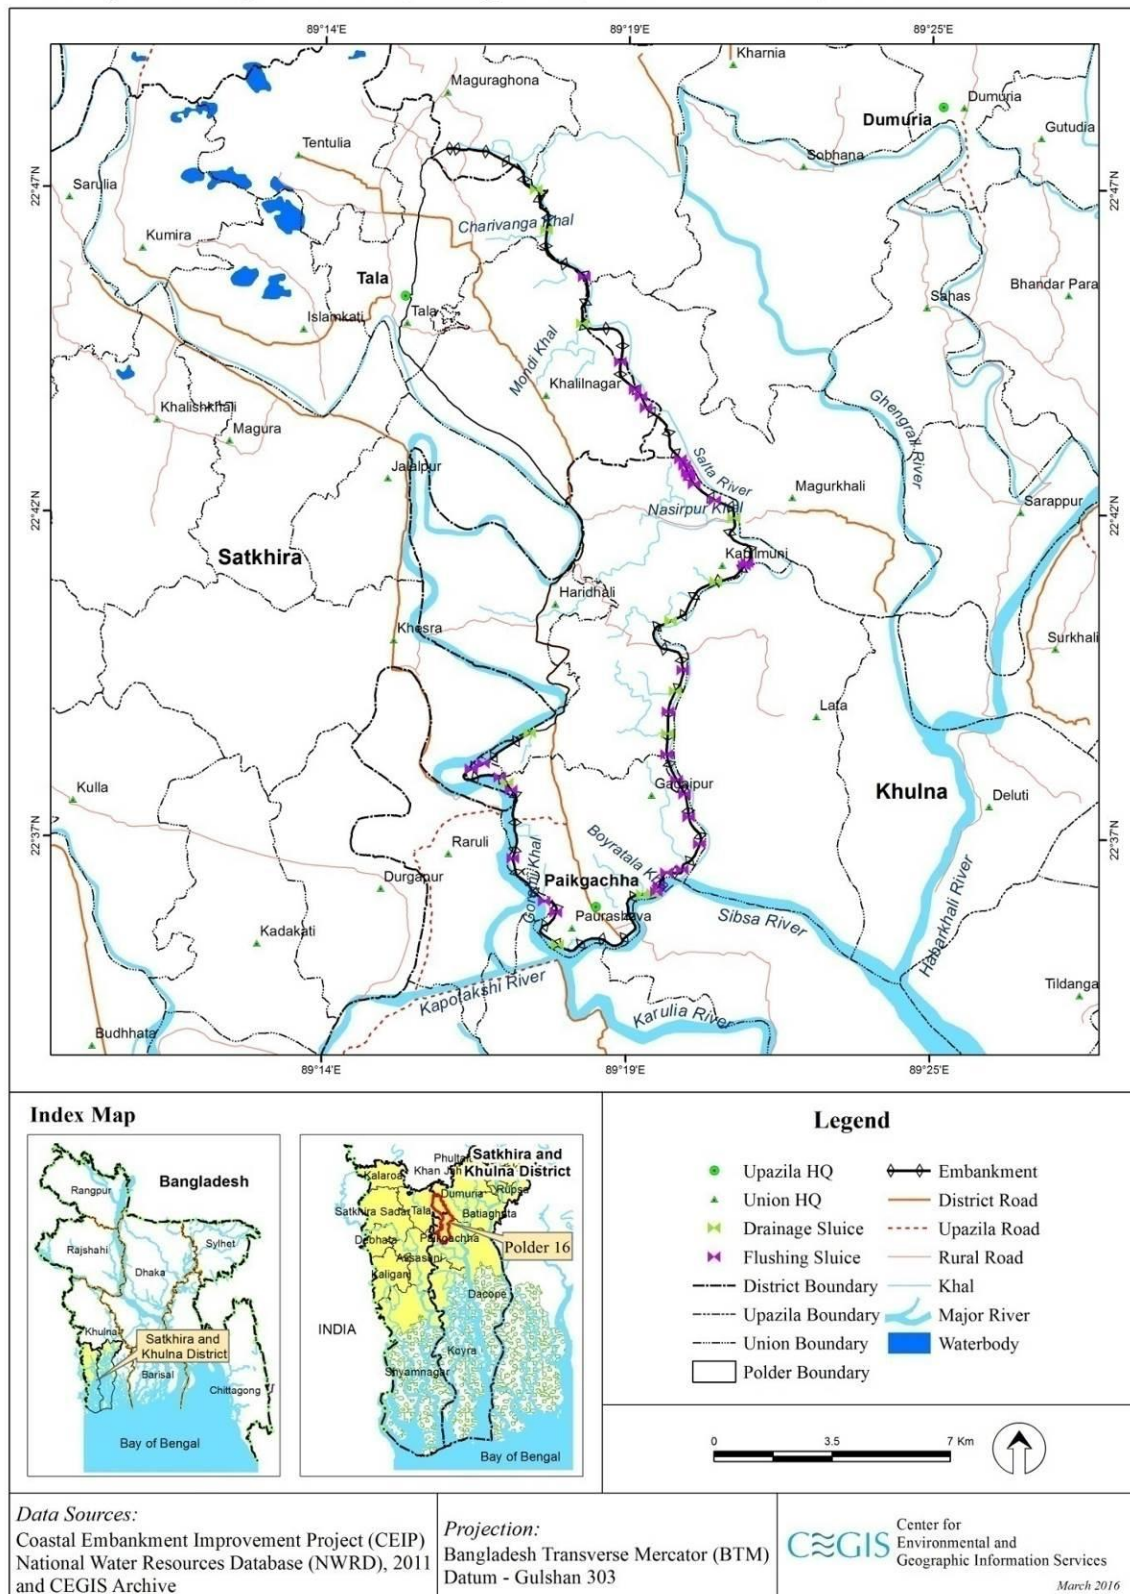 89°14'E
89°19'E
89°25'E
Kharnia
Maguraghona
Dumuria
Dumuria
Gutudia
Tentulia
Sobhana
22°47'N
22°47'N
Sarulia
Charivanga Khal
Kumira
Tala
Bhandar Para
Sahas
Islamkati
Tala
Mondi Khal
Khalilnagar
Ghengrail River
Khalishkhali
Magura
Jalalpur
Salta River
Magurkhali
Sarappur
22°42'N
22°42'N
Nasirpur Khal
Satkhira
Kapilmuni
Haridhali
Khesra
Surkhali
Lata
Kulla
Gadaipur
Khulna
Deluti
22°37'N
22°37'N
Raruli
Boyratala
Durgapur
Paikgachha
Khal
Paurashava
Sibsa River
Kadakati
Habarkhali River
Kapotakshi River
Tildanga
Karulia River
Budhhata
89°14'E
89°19'E
89°25'E
Index Map
Bangladesh
Rangpur
Rajshahi
Sylhet
Dhaka
Khulna
Satkhira and
Khulna District
Barisal
Chittagong
Bay of Bengal
Satkhira and
Khulna District
Kalaroa
Khan Jah
Dumuria
Rupsa
Satkhira Sadar
Tala
Batiaghata
Debhata
Paikgachha
Polder 16
Assasani
Kaliganj
Dacope
INDIA
Koyra
Shyamnagar
Bay of Bengal
Legend
Upazila HQ
Union HQ
Drainage Sluice
Flushing Sluice
District Boundary
Upazila Boundary
Union Boundary
Polder Boundary
Embankment
District Road
Upazila Road
Rural Road
Khal
Major River
Waterbody
0 3.5 7 Km
Data Sources:
Coastal Embankment Improvement Project (CEIP)
National Water Resources Database (NWRD), 2011
and CEGIS Archive
Projection:
Bangladesh Transverse Mercator (BTM)
Datum - Gulshan 303
CEGIS
Center for
Environmental and
Geographic Information Services
March 2016